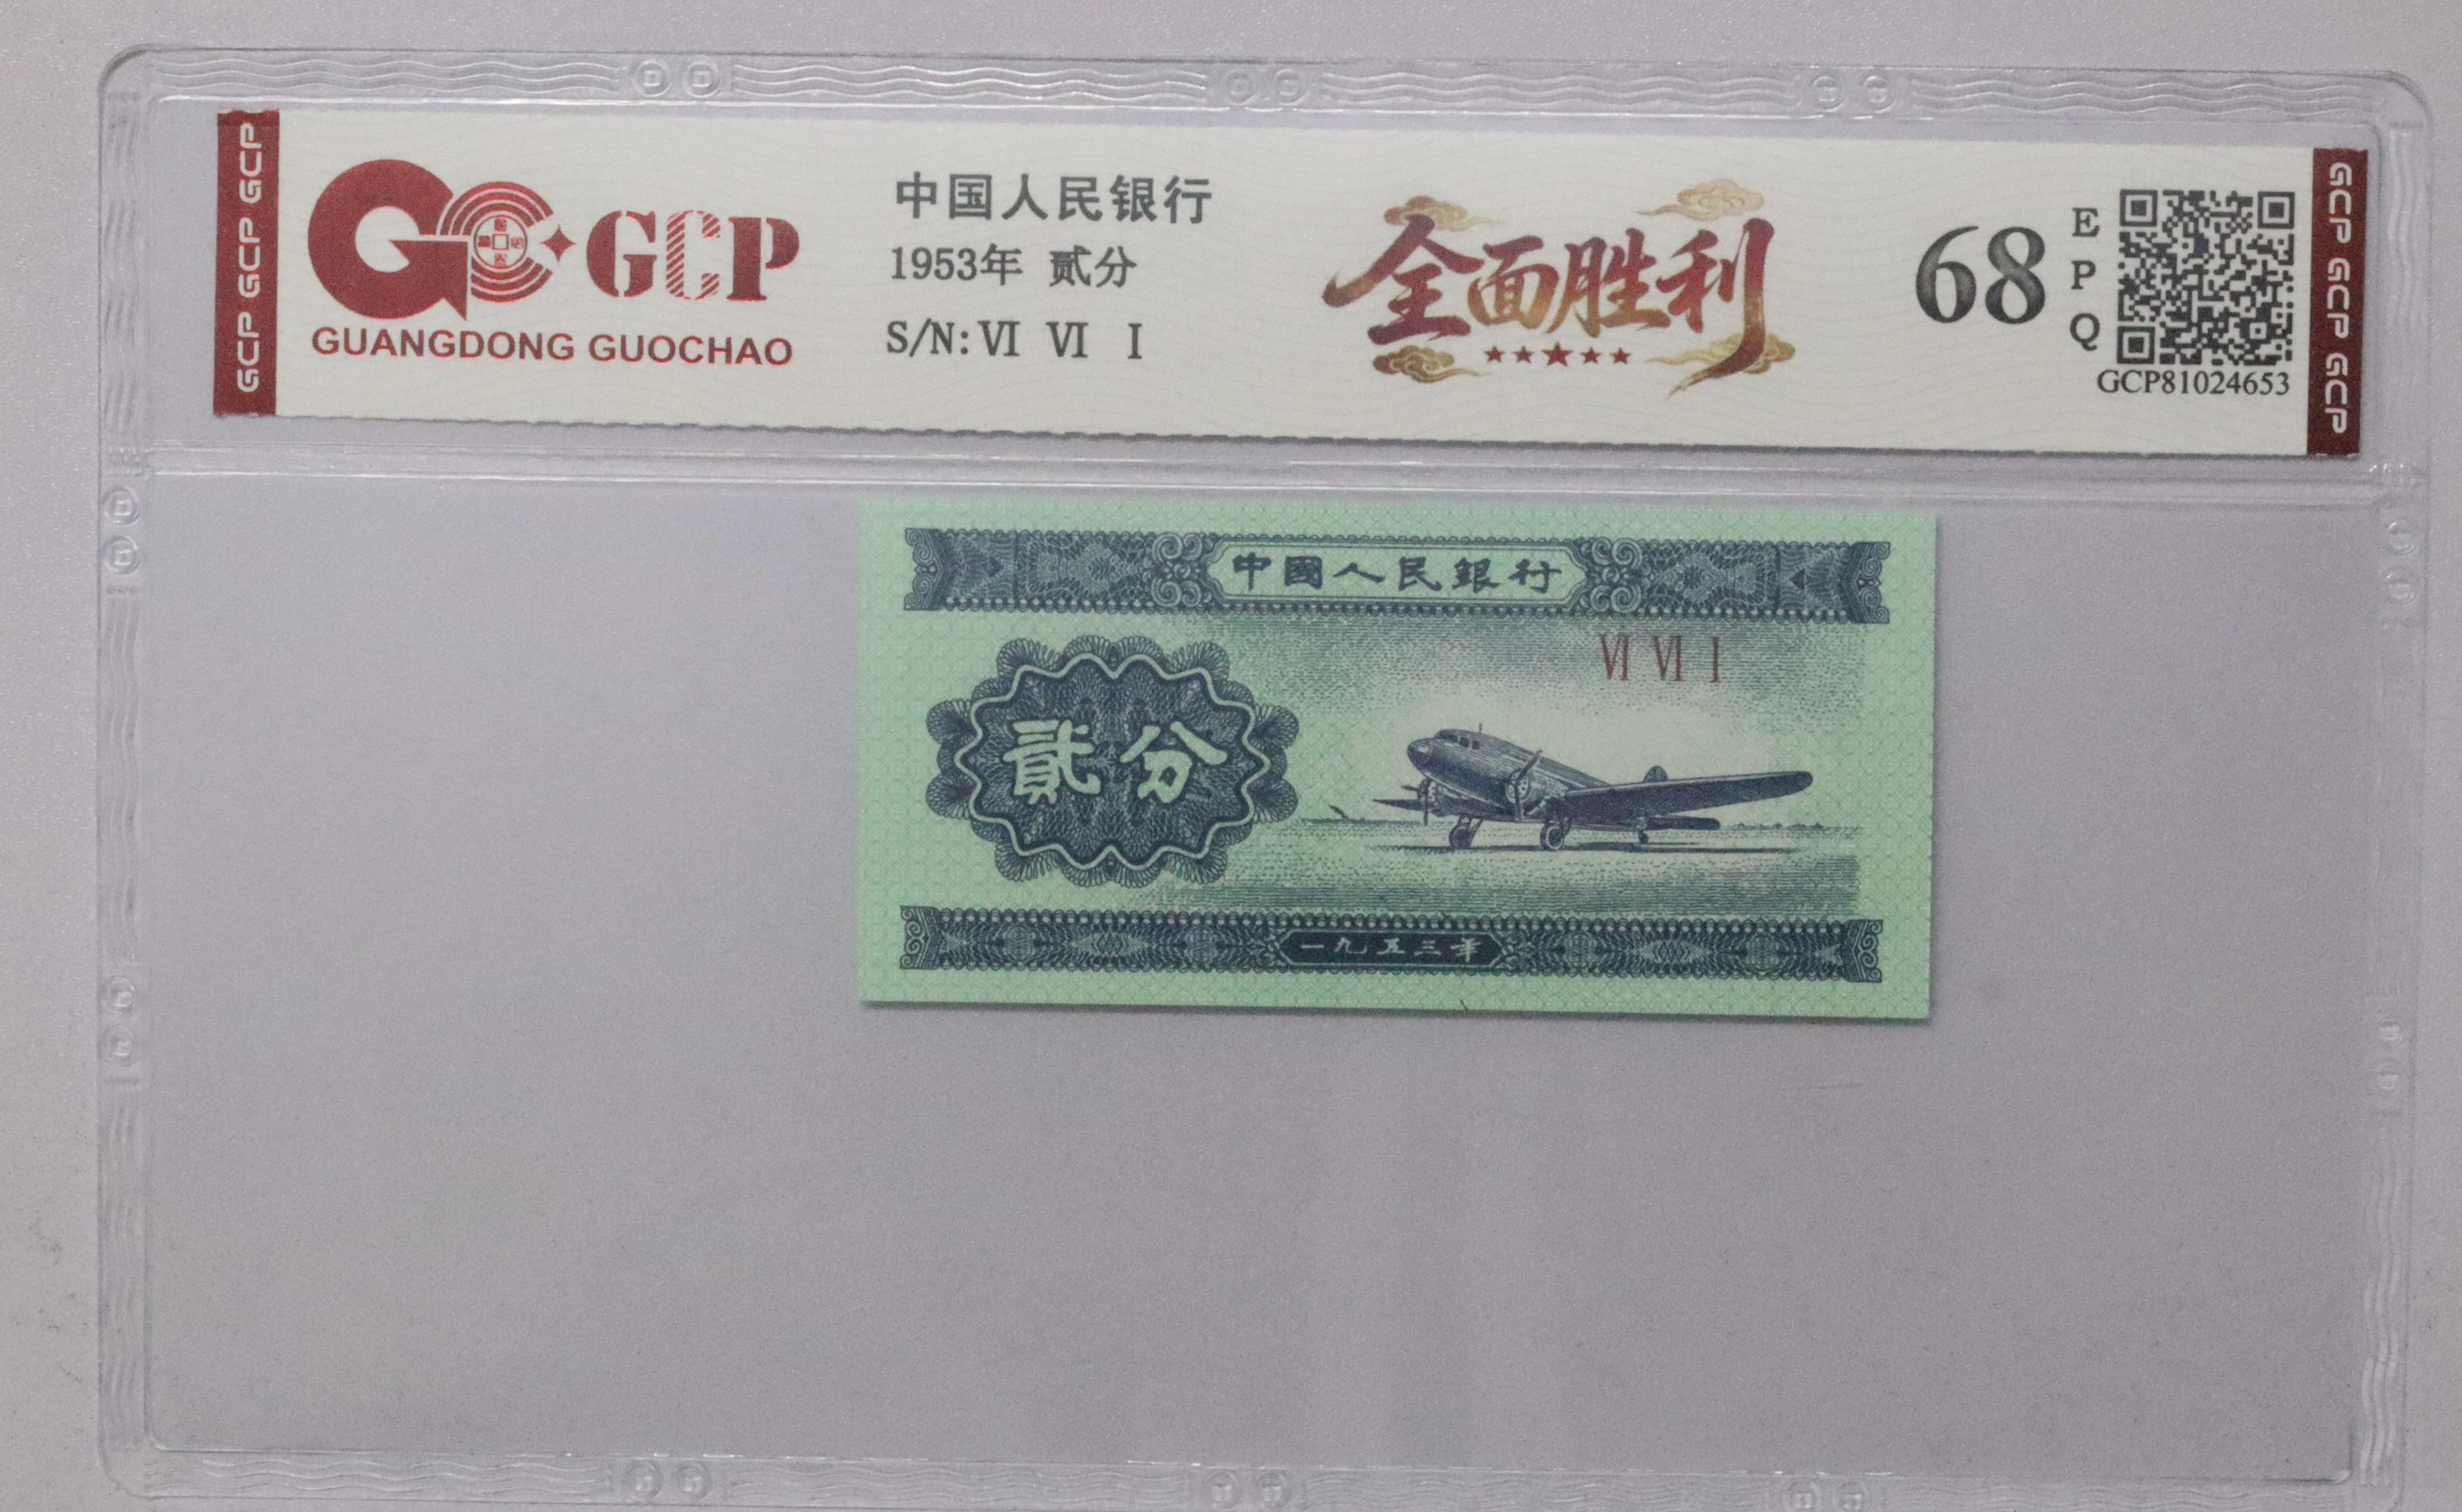 GCP GCP GCP
GCP
GUANGDONG GUOCHAO
中国人民银行
1953年 贰分
S/N: Ⅵ Ⅵ Ⅰ
全面胜利
68
E
P
Q
GCP81024653
GCP GCP GCP
中國人民銀行
Ⅵ Ⅵ Ⅰ
貳分
一九五三年